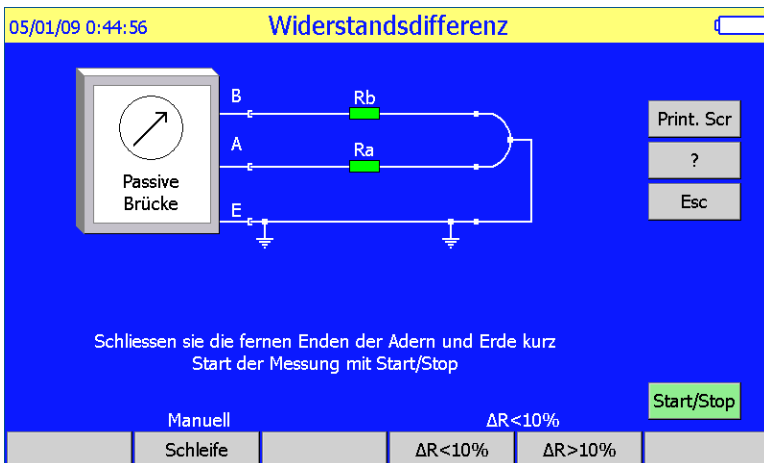 05/01/09 0:44:56
Widerstandsdifferenz
B
Rb
Print. Scr
A
Ra
?
Passive
Brücke
Esc
E
Schliessen sie die fernen Enden der Adern und Erde kurz
Start der Messung mit Start/Stop
Start/Stop
Manuell
ΔR<10%
Schleife
ΔR<10%
ΔR>10%